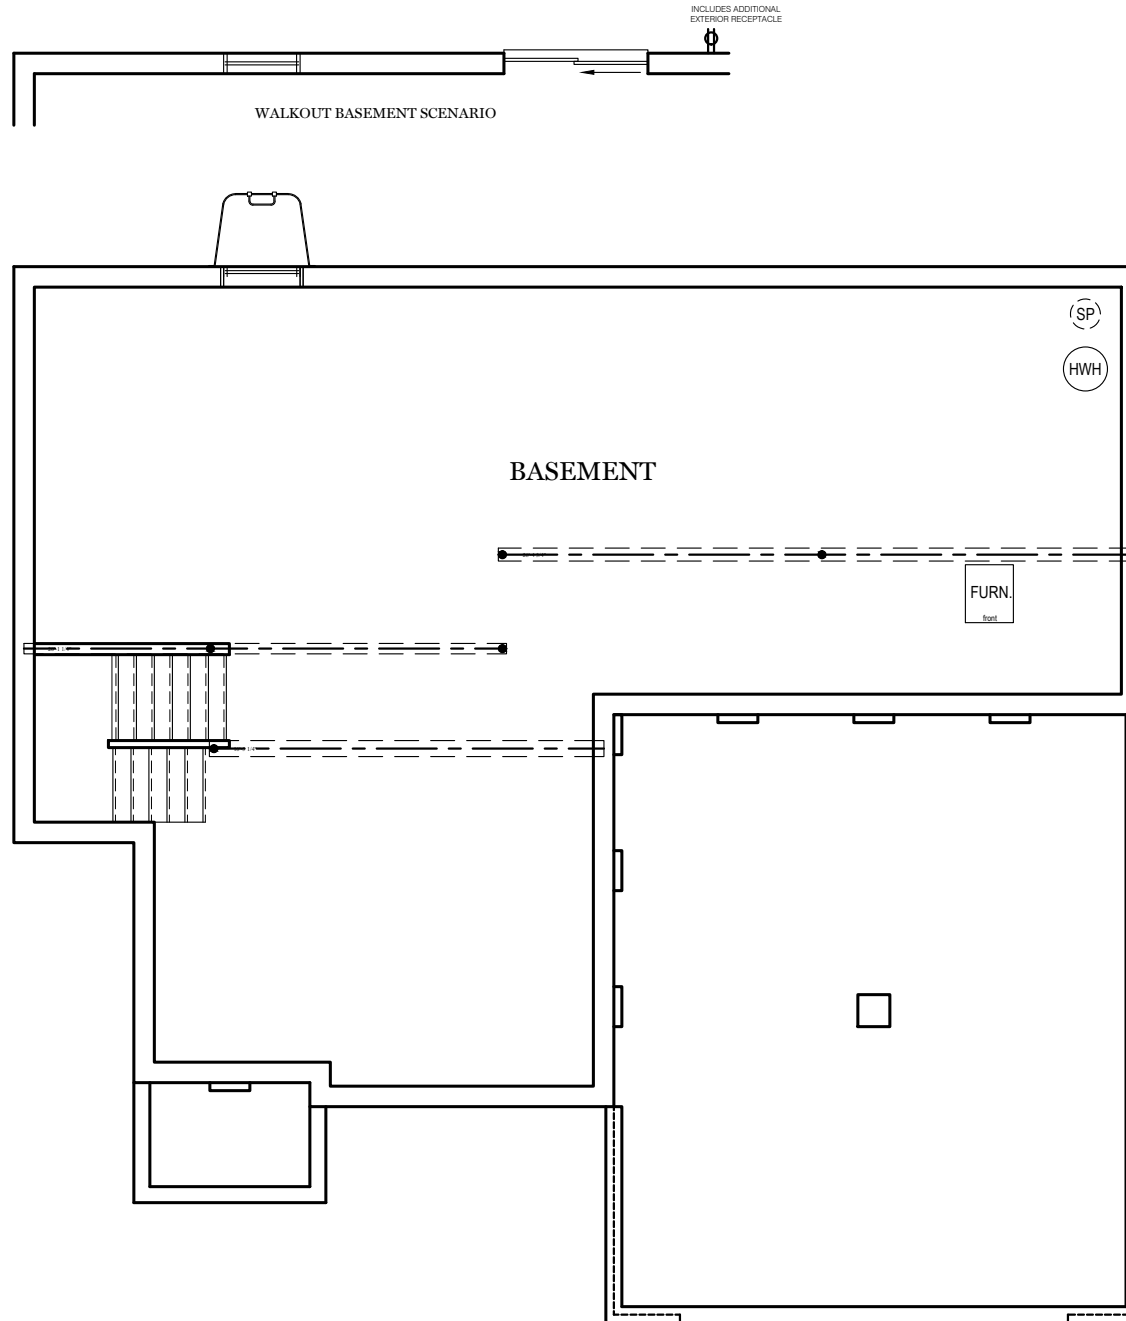 INCLUDES ADDITIONAL
EXTERIOR RECEPTACLE
WALKOUT BASEMENT SCENARIO
SP
HWH
BASEMENT
FURN.
front